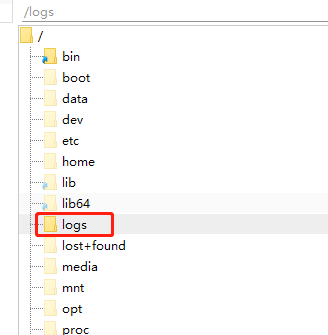 /logs
/
bin
boot
data
dev
etc
home
lib
lib64
logs
lost+found
media
mnt
opt
proc